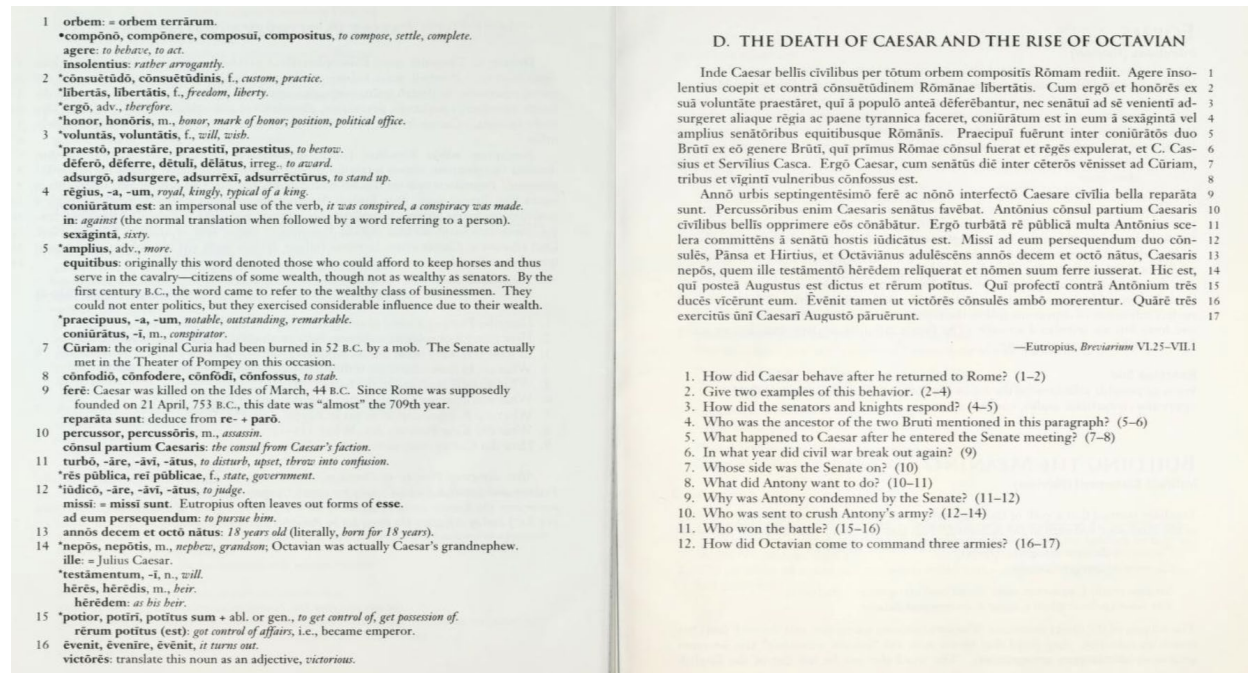 1 orbem: = orbem terrārum.
•compōnō, compōnere, composuī, compositus, to compose, settle, complete.
agere: to behave, to act.
īnsolentius: rather arrogantly.
2 *cōnsuētūdō, cōnsuētūdinis, f., custom, practice.
*lībertās, lībertātis, f., freedom, liberty.
*ergō, adv., therefore.
*honor, honōris, m., honor, mark of honor; position, political office.
3 *voluntās, voluntātis, f., will, wish.
*praestō, praestāre, praestitī, praestitus, to bestow.
dēferō, dēferre, dētulī, dēlātus, irreg., to award.
adsurgō, adsurgere, adsurrēxī, adsurrēctūrus, to stand up.
4 rēgius, -a, -um, royal, kingly, typical of a king.
coniūrātum est: an impersonal use of the verb, it was conspired, a conspiracy was made.
in: against (the normal translation when followed by a word referring to a person).
sexāgintā, sixty.
5 *amplius, adv., more.
equitibus: originally this word denoted those who could afford to keep horses and thus
serve in the cavalry—citizens of some wealth, though not as wealthy as senators. By the
first century B.C., the word came to refer to the wealthy class of businessmen. They
could not enter politics, but they exercised considerable influence due to their wealth.
*praecipuus, -a, -um, notable, outstanding, remarkable.
coniūrātus, -ī, m., conspirator.
7 Cūriam: the original Curia had been burned in 52 B.C. by a mob. The Senate actually
met in the Theater of Pompey on this occasion.
8 cōnfodiō, cōnfodere, cōnfōdī, cōnfossus, to stab.
9 ferē: Caesar was killed on the Ides of March, 44 B.C. Since Rome was supposedly
founded on 21 April, 753 B.C., this date was "almost" the 709th year.
reparāta sunt: deduce from re- + parō.
10 percussor, percussōris, m., assassin.
cōnsul partium Caesaris: the consul from Caesar's faction.
11 turbō, -āre, -āvī, -ātus, to disturb, upset, throw into confusion.
*rēs pūblica, reī pūblicae, f., state, government.
12 *iūdicō, -āre, -āvī, -ātus, to judge.
missī: = missī sunt. Eutropius often leaves out forms of esse.
ad eum persequendum: to pursue him.
13 annōs decem et octō nātus: 18 years old (literally, born for 18 years).
14 *nepōs, nepōtis, m., nephew, grandson; Octavian was actually Caesar's grandnephew.
ille: = Julius Caesar.
*testāmentum, -ī, n., will.
hērēs, hērēdis, m., heir.
hērēdem: as his heir.
15 *potior, potīrī, potītus sum + abl. or gen., to get control of, get possession of.
rērum potītus (est): got control of affairs, i.e., became emperor.
16 ēvenit, ēvenīre, ēvēnit, it turns out.
victōrēs: translate this noun as an adjective, victorious.
D. THE DEATH OF CAESAR AND THE RISE OF OCTAVIAN
Inde Caesar bellīs cīvīlibus per tōtum orbem compositīs Rōmam rediit. Agere īnso- 1
lentius coepit et contrā cōnsuētūdinem Rōmānae lībertātis. Cum ergō et honōrēs ex 2
suā voluntāte praestāret, quī ā populō anteā dēferēbantur, nec senātuī ad sē venientī ad- 3
surgeret aliaque rēgia ac paene tyrannica faceret, coniūrātum est in eum ā sexāgintā vel 4
amplius senātōribus equitibusque Rōmānīs. Praecipuī fuērunt inter coniūrātōs duo 5
Brūtī ex eō genere Brūtī, quī prīmus Rōmae cōnsul fuerat et rēgēs expulerat, et C. Cas- 6
sius et Servīlius Casca. Ergō Caesar, cum senātūs diē inter cēterōs vēnisset ad Cūriam, 7
tribus et vīgintī vulneribus cōnfossus est. 8
Annō urbis septingentēsimō ferē ac nōnō interfectō Caesare cīvīlia bella reparāta 9
sunt. Percussōribus enim Caesaris senātus favēbat. Antōnius cōnsul partium Caesaris 10
cīvīlibus bellīs opprimere eōs cōnābātur. Ergō turbātā rē pūblicā multa Antōnius sce- 11
lera committēns ā senātū hostis iūdicātus est. Missī ad eum persequendum duo cōn- 12
sulēs, Pānsa et Hirtius, et Octāviānus adulēscēns annōs decem et octō nātus, Caesaris 13
nepōs, quem ille testāmentō hērēdem relīquerat et nōmen suum ferre iusserat. Hic est, 14
quī posteā Augustus est dictus et rērum potītus. Quī profectī contrā Antōnium trēs 15
ducēs vīcērunt eum. Ēvēnit tamen ut victōrēs cōnsulēs ambō morerentur. Quārē trēs 16
exercitūs ūnī Caesarī Augustō pāruērunt. 17
—Eutropius, Breviarium VI.25–VII.1
1. How did Caesar behave after he returned to Rome? (1–2)
2. Give two examples of this behavior. (2–4)
3. How did the senators and knights respond? (4–5)
4. Who was the ancestor of the two Bruti mentioned in this paragraph? (5–6)
5. What happened to Caesar after he entered the Senate meeting? (7–8)
6. In what year did civil war break out again? (9)
7. Whose side was the Senate on? (10)
8. What did Antony want to do? (10–11)
9. Why was Antony condemned by the Senate? (11–12)
10. Who was sent to crush Antony's army? (12–14)
11. Who won the battle? (15–16)
12. How did Octavian come to command three armies? (16–17)